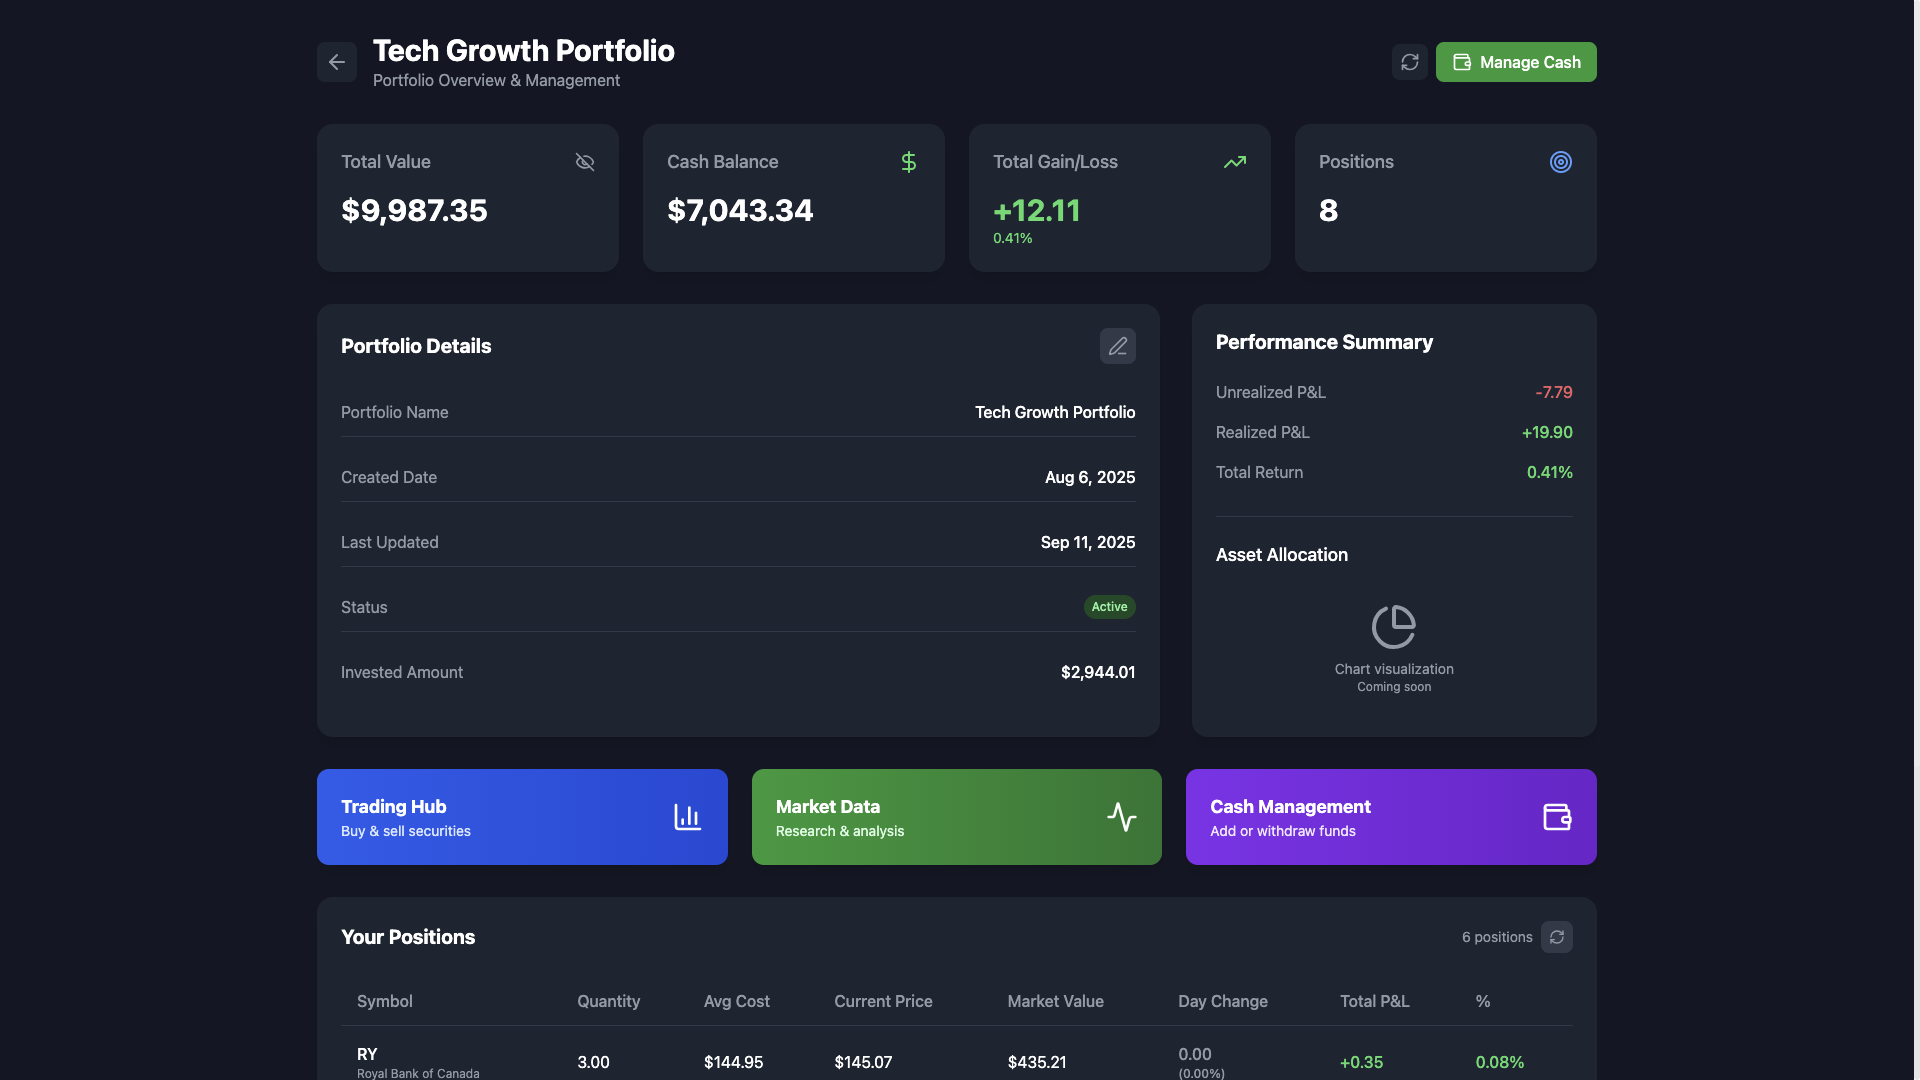 Tech Growth Portfolio
Portfolio Overview & Management
Manage Cash
Total Value
$9,987.35
Cash Balance
$7,043.34
Total Gain/Loss
+12.11
0.41%
Positions
8
Portfolio Details
Portfolio Name
Tech Growth Portfolio
Created Date
Aug 6, 2025
Last Updated
Sep 11, 2025
Status
Active
Invested Amount
$2,944.01
Performance Summary
Unrealized P&L
-7.79
Realized P&L
+19.90
Total Return
0.41%
Asset Allocation
Chart visualization
Coming soon
Trading Hub
Buy & sell securities
Market Data
Research & analysis
Cash Management
Add or withdraw funds
Your Positions
6 positions
Symbol Quantity Avg Cost Current Price Market Value Day Change Total P&L %
RY
Royal Bank of Canada
3.00 $144.95 $145.07 $435.21
0.00
(0.00%)
+0.35 0.08%